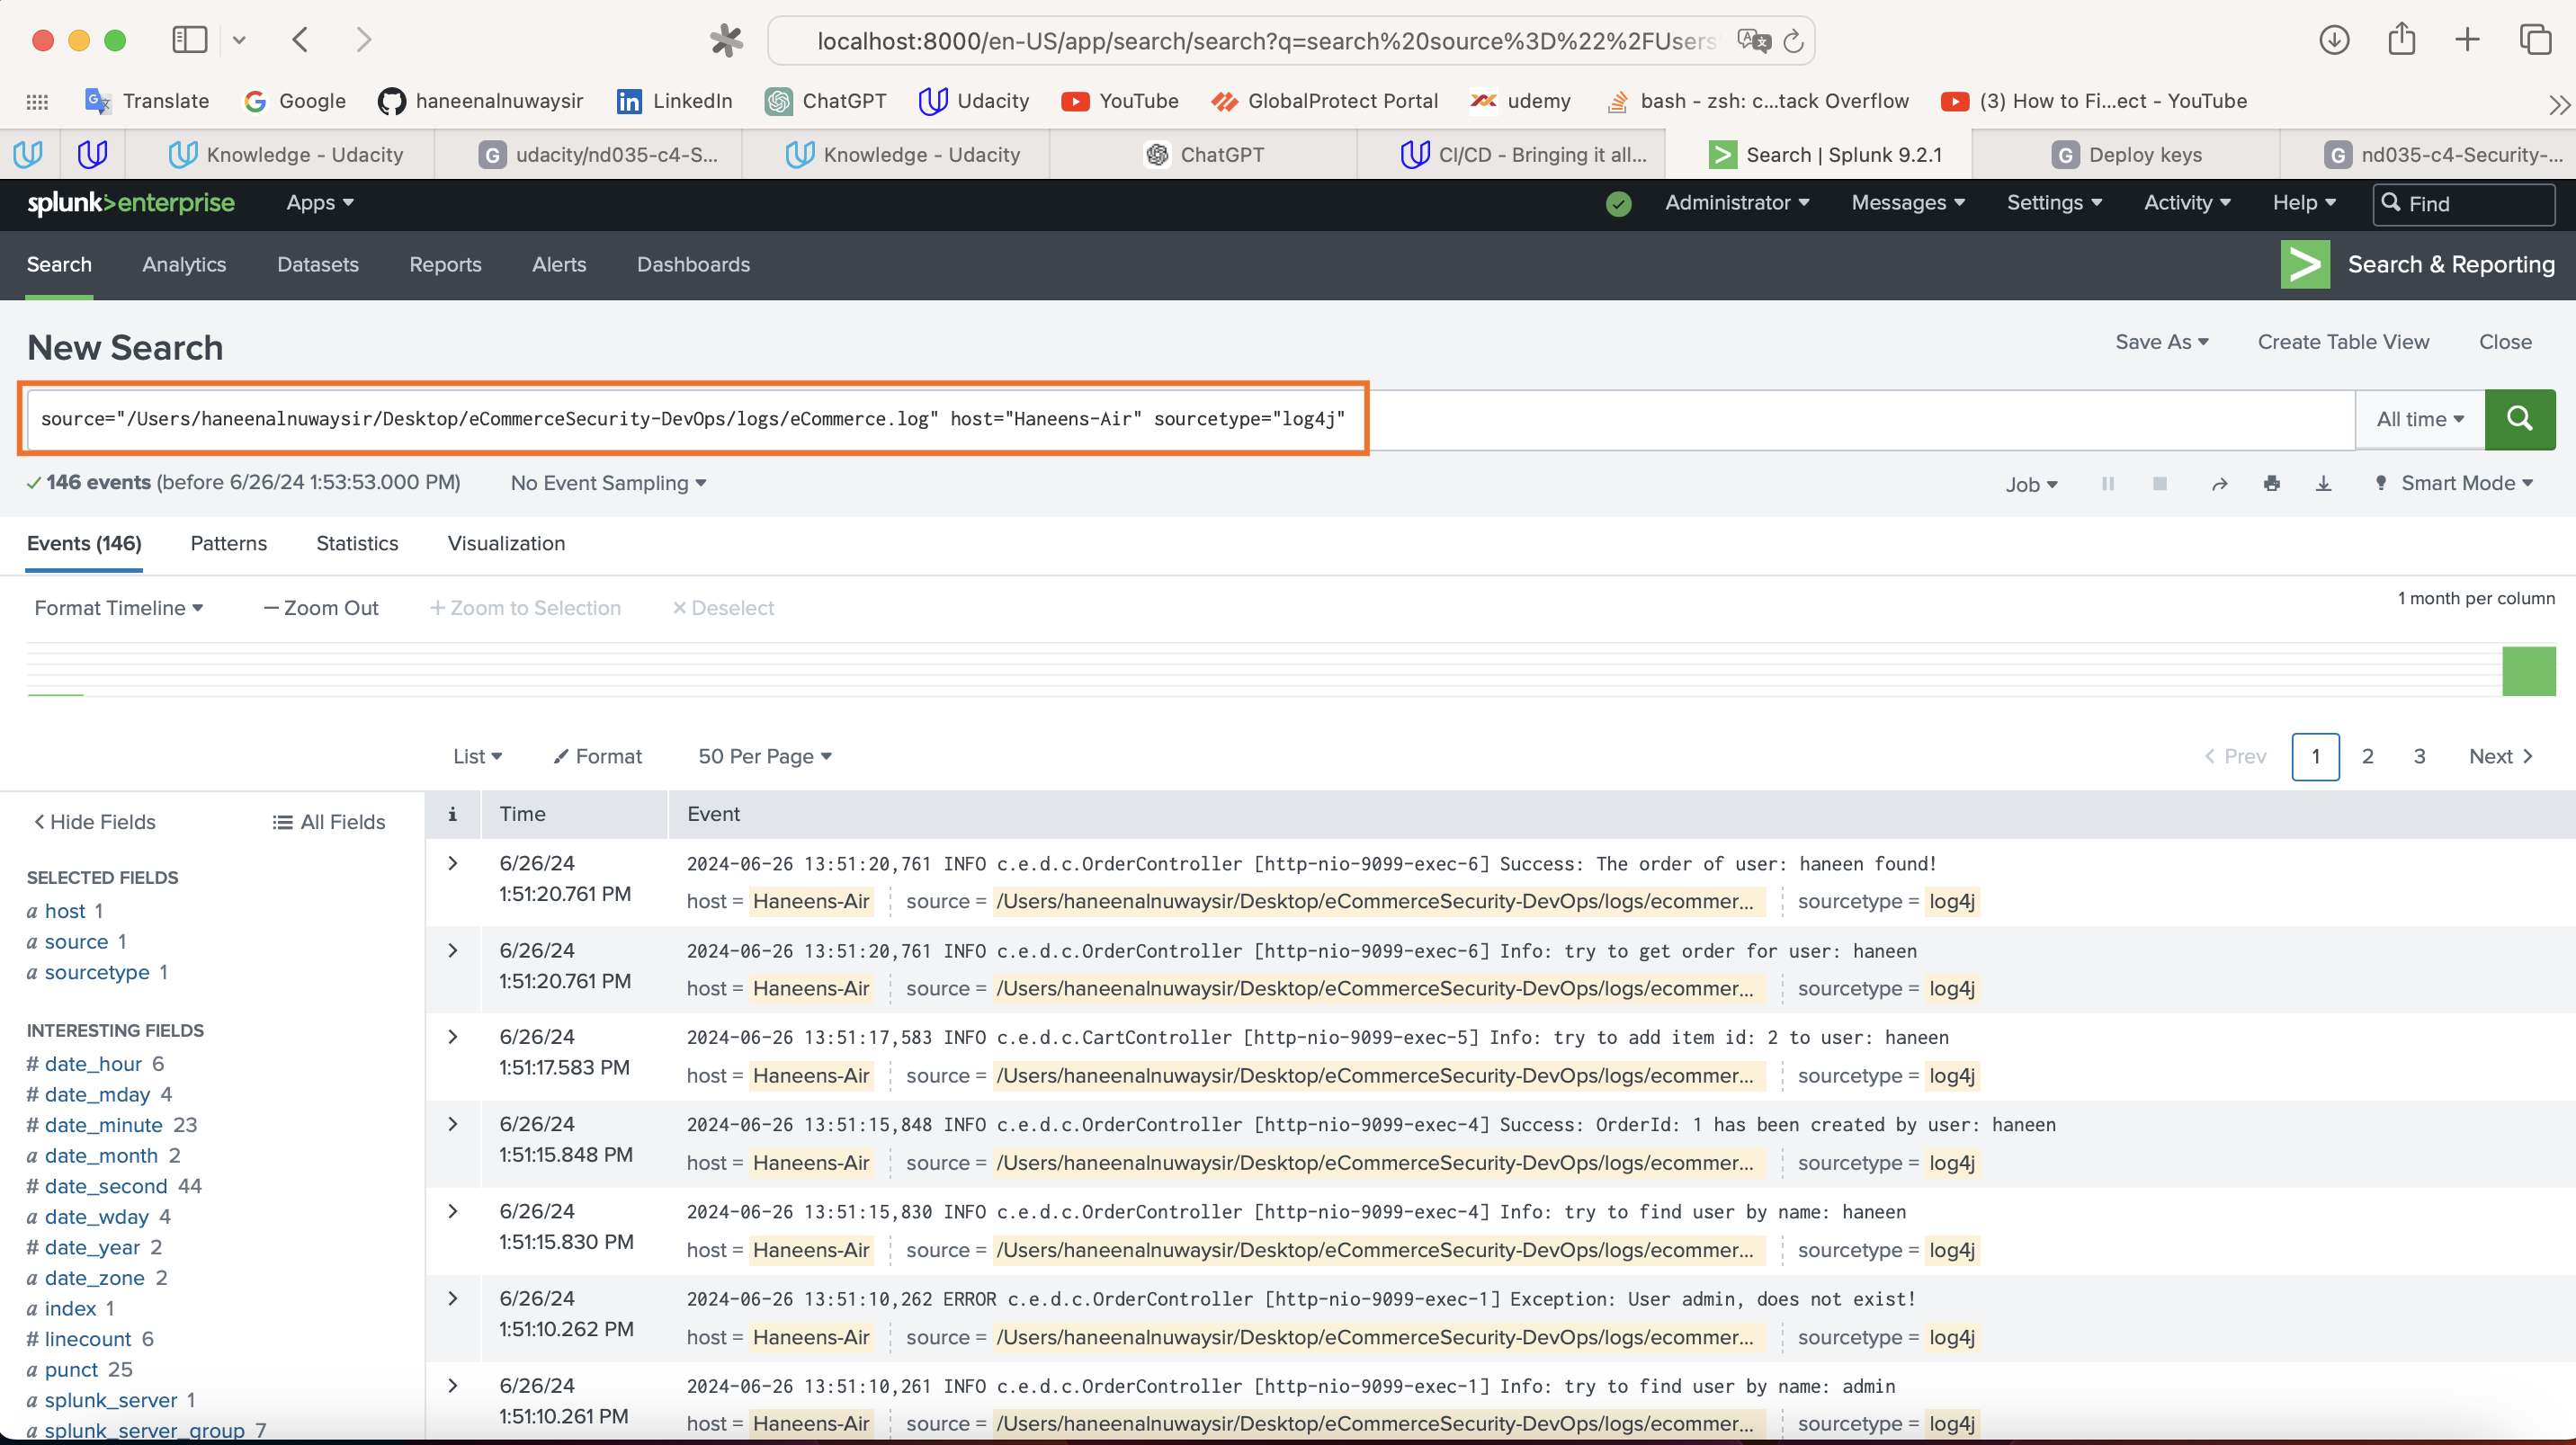 localhost:8000/en-US/app/search/search?q=search%20source%3D%22%2FUsers
Translate Google haneenalnuwaysir LinkedIn ChatGPT Udacity YouTube GlobalProtect Portal udemy bash - zsh: c...tack Overflow (3) How to Fi...ect - YouTube
Knowledge - Udacity G udacity/nd035-c4-S... Knowledge - Udacity ChatGPT CI/CD - Bringing it all... Search | Splunk 9.2.1 G Deploy keys G nd035-c4-Security-...
splunk>enterprise Apps Administrator Messages Settings Activity Help Find
Search Analytics Datasets Reports Alerts Dashboards Search & Reporting
New Search Save As Create Table View Close
source="/Users/haneenalnuwaysir/Desktop/eCommerceSecurity-DevOps/logs/eCommerce.log" host="Haneens-Air" sourcetype="log4j" All time
146 events (before 6/26/24 1:53:53.000 PM) No Event Sampling Job Smart Mode
Events (146) Patterns Statistics Visualization
Format Timeline — Zoom Out + Zoom to Selection × Deselect 1 month per column
List Format 50 Per Page < Prev 1 2 3 Next >
< Hide Fields All Fields
SELECTED FIELDS
a host 1
a source 1
a sourcetype 1
INTERESTING FIELDS
# date_hour 6
# date_mday 4
# date_minute 23
a date_month 2
# date_second 44
a date_wday 4
# date_year 2
a date_zone 2
a index 1
# linecount 6
a punct 25
a splunk_server 1
a splunk_server_group 7
i Time Event
6/26/24 2024-06-26 13:51:20,761 INFO c.e.d.c.OrderController [http-nio-9099-exec-6] Success: The order of user: haneen found!
1:51:20.761 PM host = Haneens-Air source = /Users/haneenalnuwaysir/Desktop/eCommerceSecurity-DevOps/logs/ecommer... sourcetype = log4j
6/26/24 2024-06-26 13:51:20,761 INFO c.e.d.c.OrderController [http-nio-9099-exec-6] Info: try to get order for user: haneen
1:51:20.761 PM host = Haneens-Air source = /Users/haneenalnuwaysir/Desktop/eCommerceSecurity-DevOps/logs/ecommer... sourcetype = log4j
6/26/24 2024-06-26 13:51:17,583 INFO c.e.d.c.CartController [http-nio-9099-exec-5] Info: try to add item id: 2 to user: haneen
1:51:17.583 PM host = Haneens-Air source = /Users/haneenalnuwaysir/Desktop/eCommerceSecurity-DevOps/logs/ecommer... sourcetype = log4j
6/26/24 2024-06-26 13:51:15,848 INFO c.e.d.c.OrderController [http-nio-9099-exec-4] Success: OrderId: 1 has been created by user: haneen
1:51:15.848 PM host = Haneens-Air source = /Users/haneenalnuwaysir/Desktop/eCommerceSecurity-DevOps/logs/ecommer... sourcetype = log4j
6/26/24 2024-06-26 13:51:15,830 INFO c.e.d.c.OrderController [http-nio-9099-exec-4] Info: try to find user by name: haneen
1:51:15.830 PM host = Haneens-Air source = /Users/haneenalnuwaysir/Desktop/eCommerceSecurity-DevOps/logs/ecommer... sourcetype = log4j
6/26/24 2024-06-26 13:51:10,262 ERROR c.e.d.c.OrderController [http-nio-9099-exec-1] Exception: User admin, does not exist!
1:51:10.262 PM host = Haneens-Air source = /Users/haneenalnuwaysir/Desktop/eCommerceSecurity-DevOps/logs/ecommer... sourcetype = log4j
6/26/24 2024-06-26 13:51:10,261 INFO c.e.d.c.OrderController [http-nio-9099-exec-1] Info: try to find user by name: admin
1:51:10.261 PM host = Haneens-Air source = /Users/haneenalnuwaysir/Desktop/eCommerceSecurity-DevOps/logs/ecommer... sourcetype = log4j